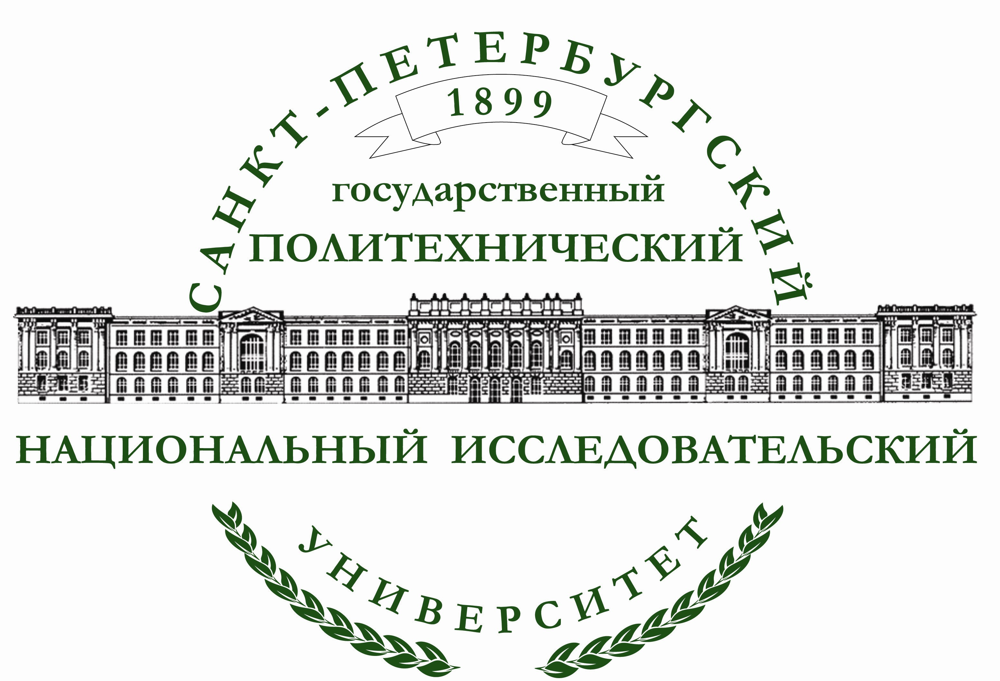 САНКТ-ПЕТЕРБУРГСКИЙ
1899
государственный
ПОЛИТЕХНИЧЕСКИЙ
НАЦИОНАЛЬНЫЙ ИССЛЕДОВАТЕЛЬСКИЙ
УНИВЕРСИТЕТ